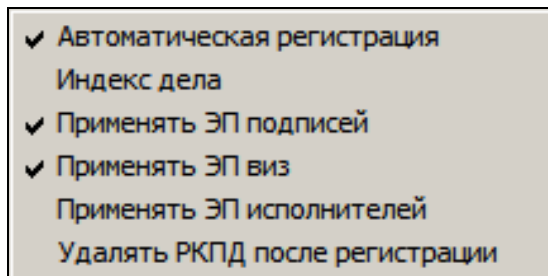 Автоматическая регистрация
Индекс дела
Применять ЭП подписей
Применять ЭП виз
Применять ЭП исполнителей
Удалять РКПД после регистрации